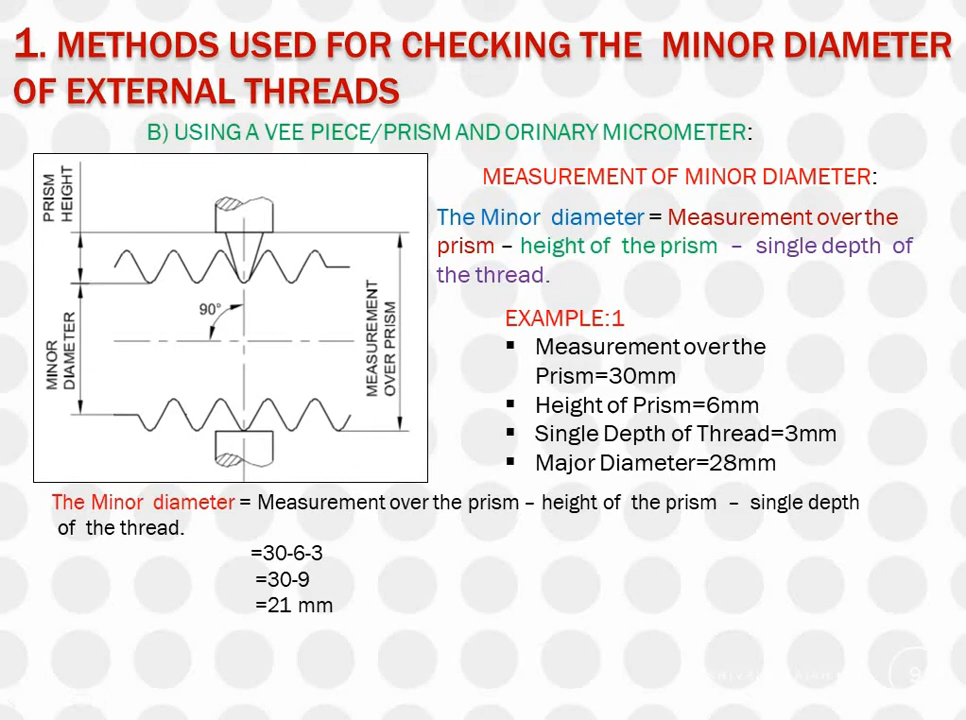 1. METHODS USED FOR CHECKING THE MINOR DIAMETER
OF EXTERNAL THREADS
B) USING A VEE PIECE/PRISM AND ORINARY MICROMETER:
PRISM
HEIGHT
MINOR
DIAMETER
90°
MEASUREMENT
OVER PRISM
MEASUREMENT OF MINOR DIAMETER:
The Minor diameter = Measurement over the
prism – height of the prism – single depth of
the thread.
EXAMPLE:1
▪ Measurement over the
Prism=30mm
▪ Height of Prism=6mm
▪ Single Depth of Thread=3mm
▪ Major Diameter=28mm
The Minor diameter = Measurement over the prism – height of the prism – single depth
of the thread.
=30-6-3
=30-9
=21 mm